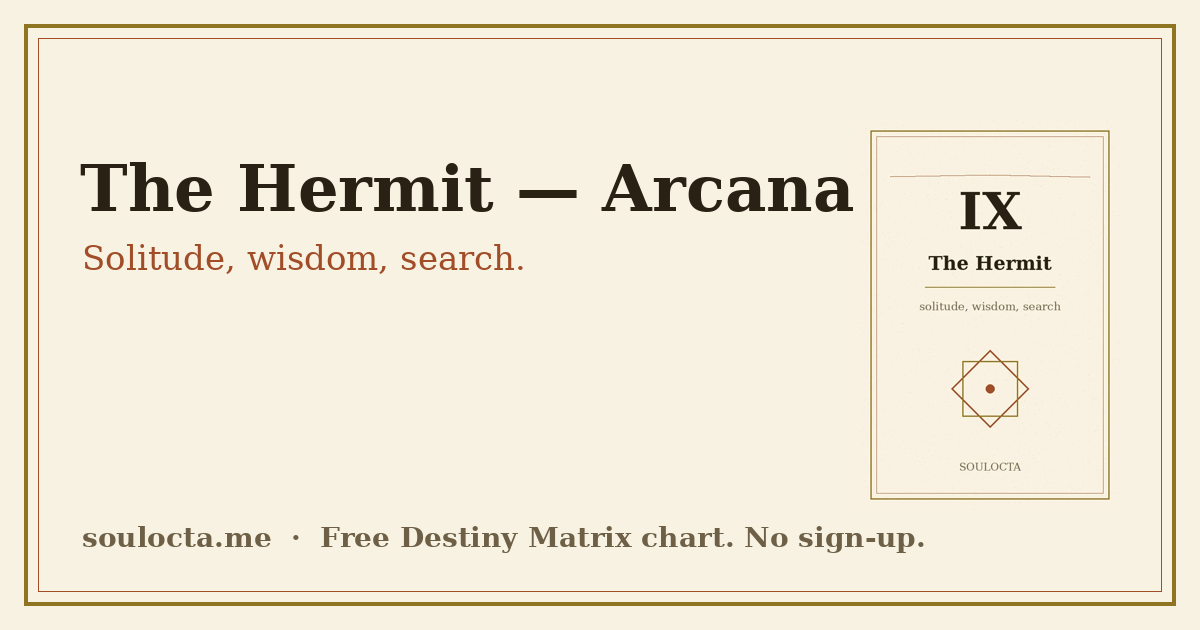 The Hermit — Arcana
Solitude, wisdom, search.
IX
The Hermit
solitude, wisdom, search
SOULOCTA
soulocta.me · Free Destiny Matrix chart. No sign-up.